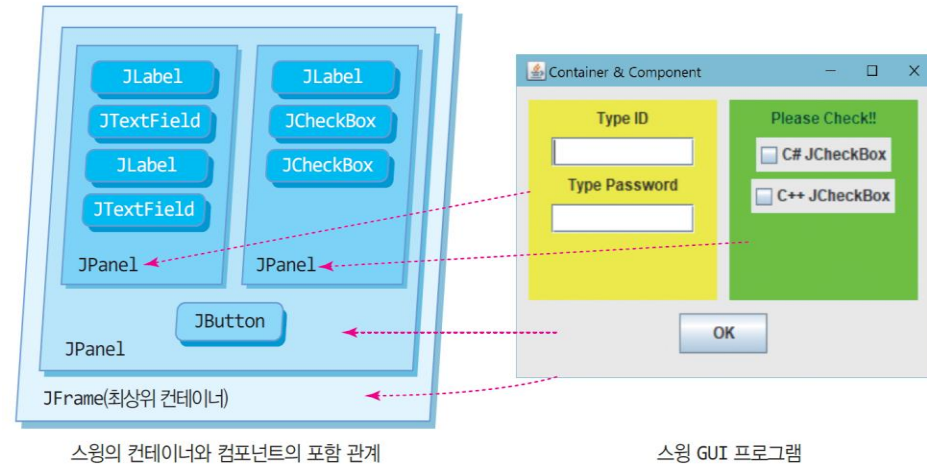 JLabel
JTextField
JLabel
JTextField
JPanel
JLabel
JCheckBox
JCheckBox
JPanel
JButton
JPanel
JFrame(최상위 컨테이너)
스윙의 컨테이너와 컴포넌트의 포함 관계
Container & Component
Type ID
Type Password
Please Check!!
C# JCheckBox
C++ JCheckBox
OK
스윙 GUI 프로그램